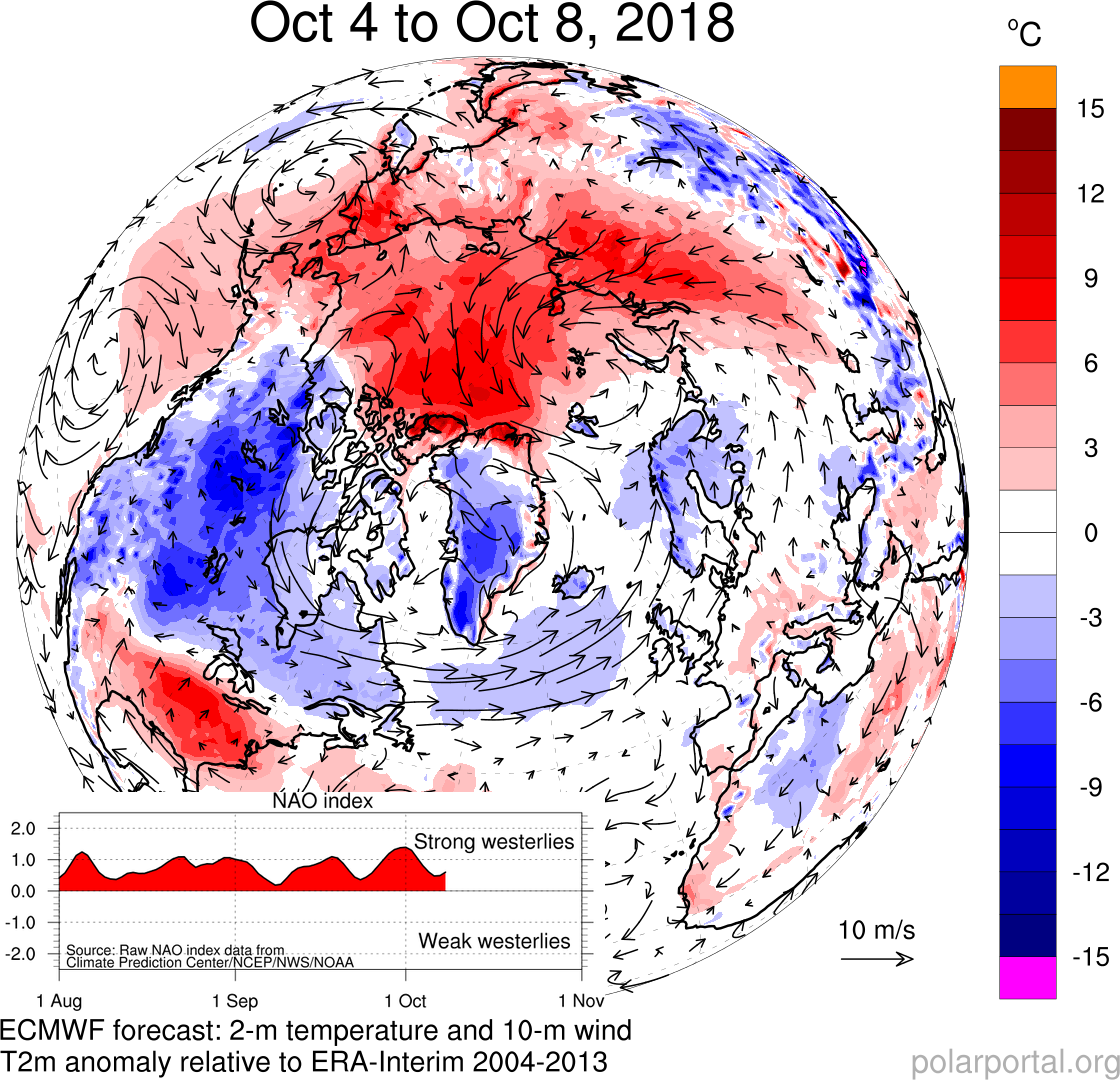 Oct 4 to Oct 8, 2018
°C
15
12
9
6
3
0
-3
-6
-9
-12
-15
10 m/s
NAO index
2.0
1.0
0.0
-1.0
-2.0
Strong westerlies
Weak westerlies
Source: Raw NAO index data from
Climate Prediction Center/NCEP/NWS/NOAA
1 Aug
1 Sep
1 Oct
1 Nov
ECMWF forecast: 2-m temperature and 10-m wind
T2m anomaly relative to ERA-Interim 2004-2013
polarportal.org